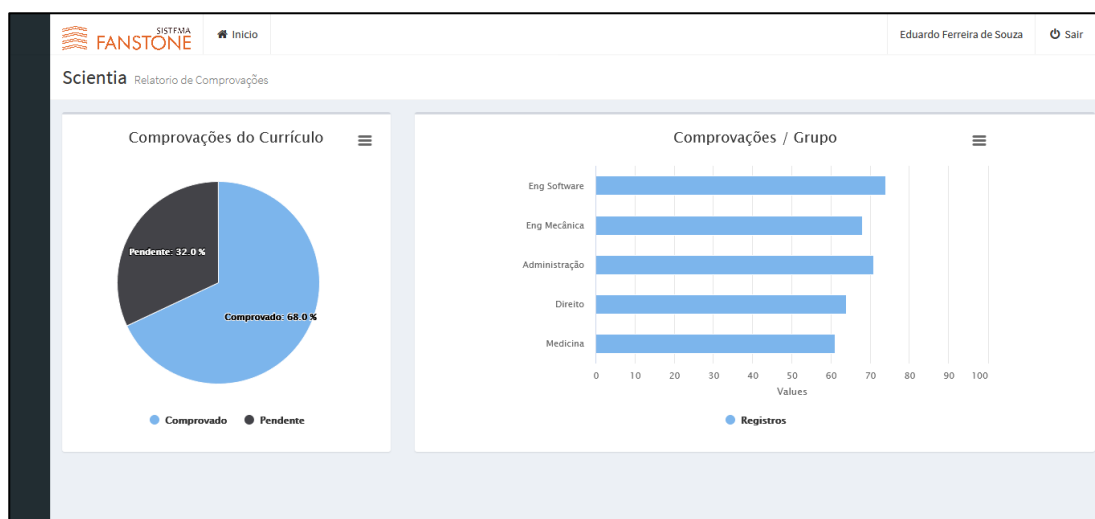 SISTEMA
FANSTONE
Inicio
Eduardo Ferreira de Souza
Sair
Scientia Relatorio de Comprovações
Comprovações do Currículo
Pendente: 32.0 %
Comprovado: 68.0 %
Comprovado Pendente
Comprovações / Grupo
Eng Software
Eng Mecânica
Administração
Direito
Medicina
0 10 20 30 40 50 60 70 80 90 100
Values
Registros